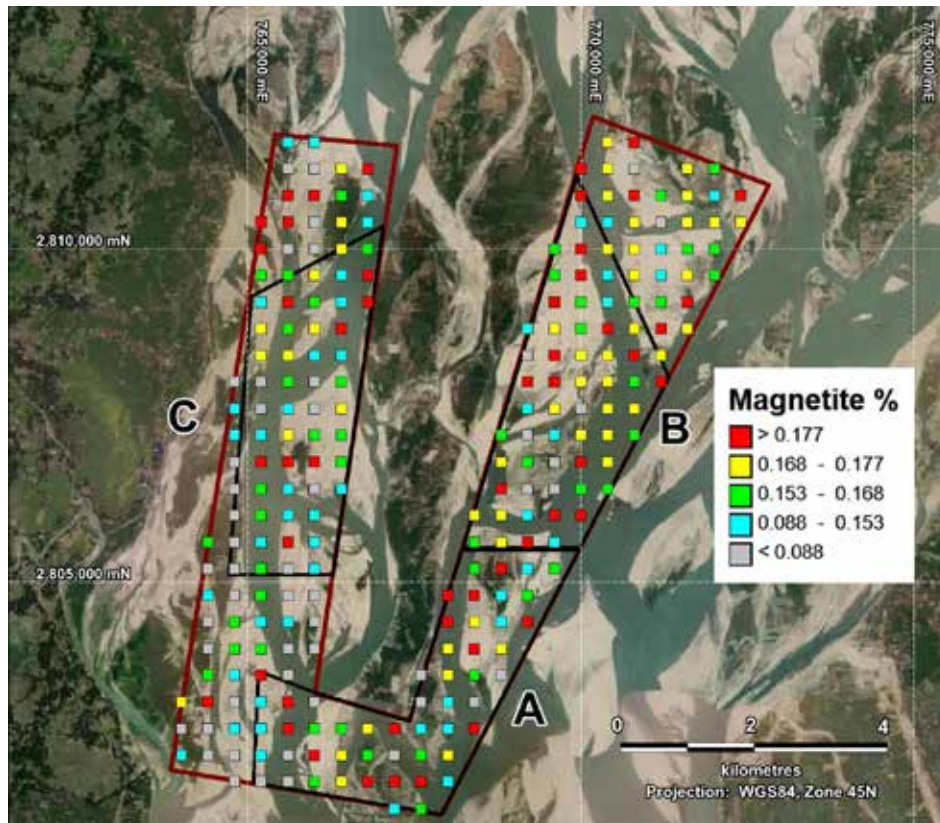 765,000 mE
770,000 mE
775,000 mE
2,810,000 mN
C
B
Magnetite %
> 0.177
0.168 - 0.177
0.153 - 0.168
0.088 - 0.153
< 0.088
2,805,000 mN
A
0 2 4
kilometres
Projection: WGS84, Zone 45N